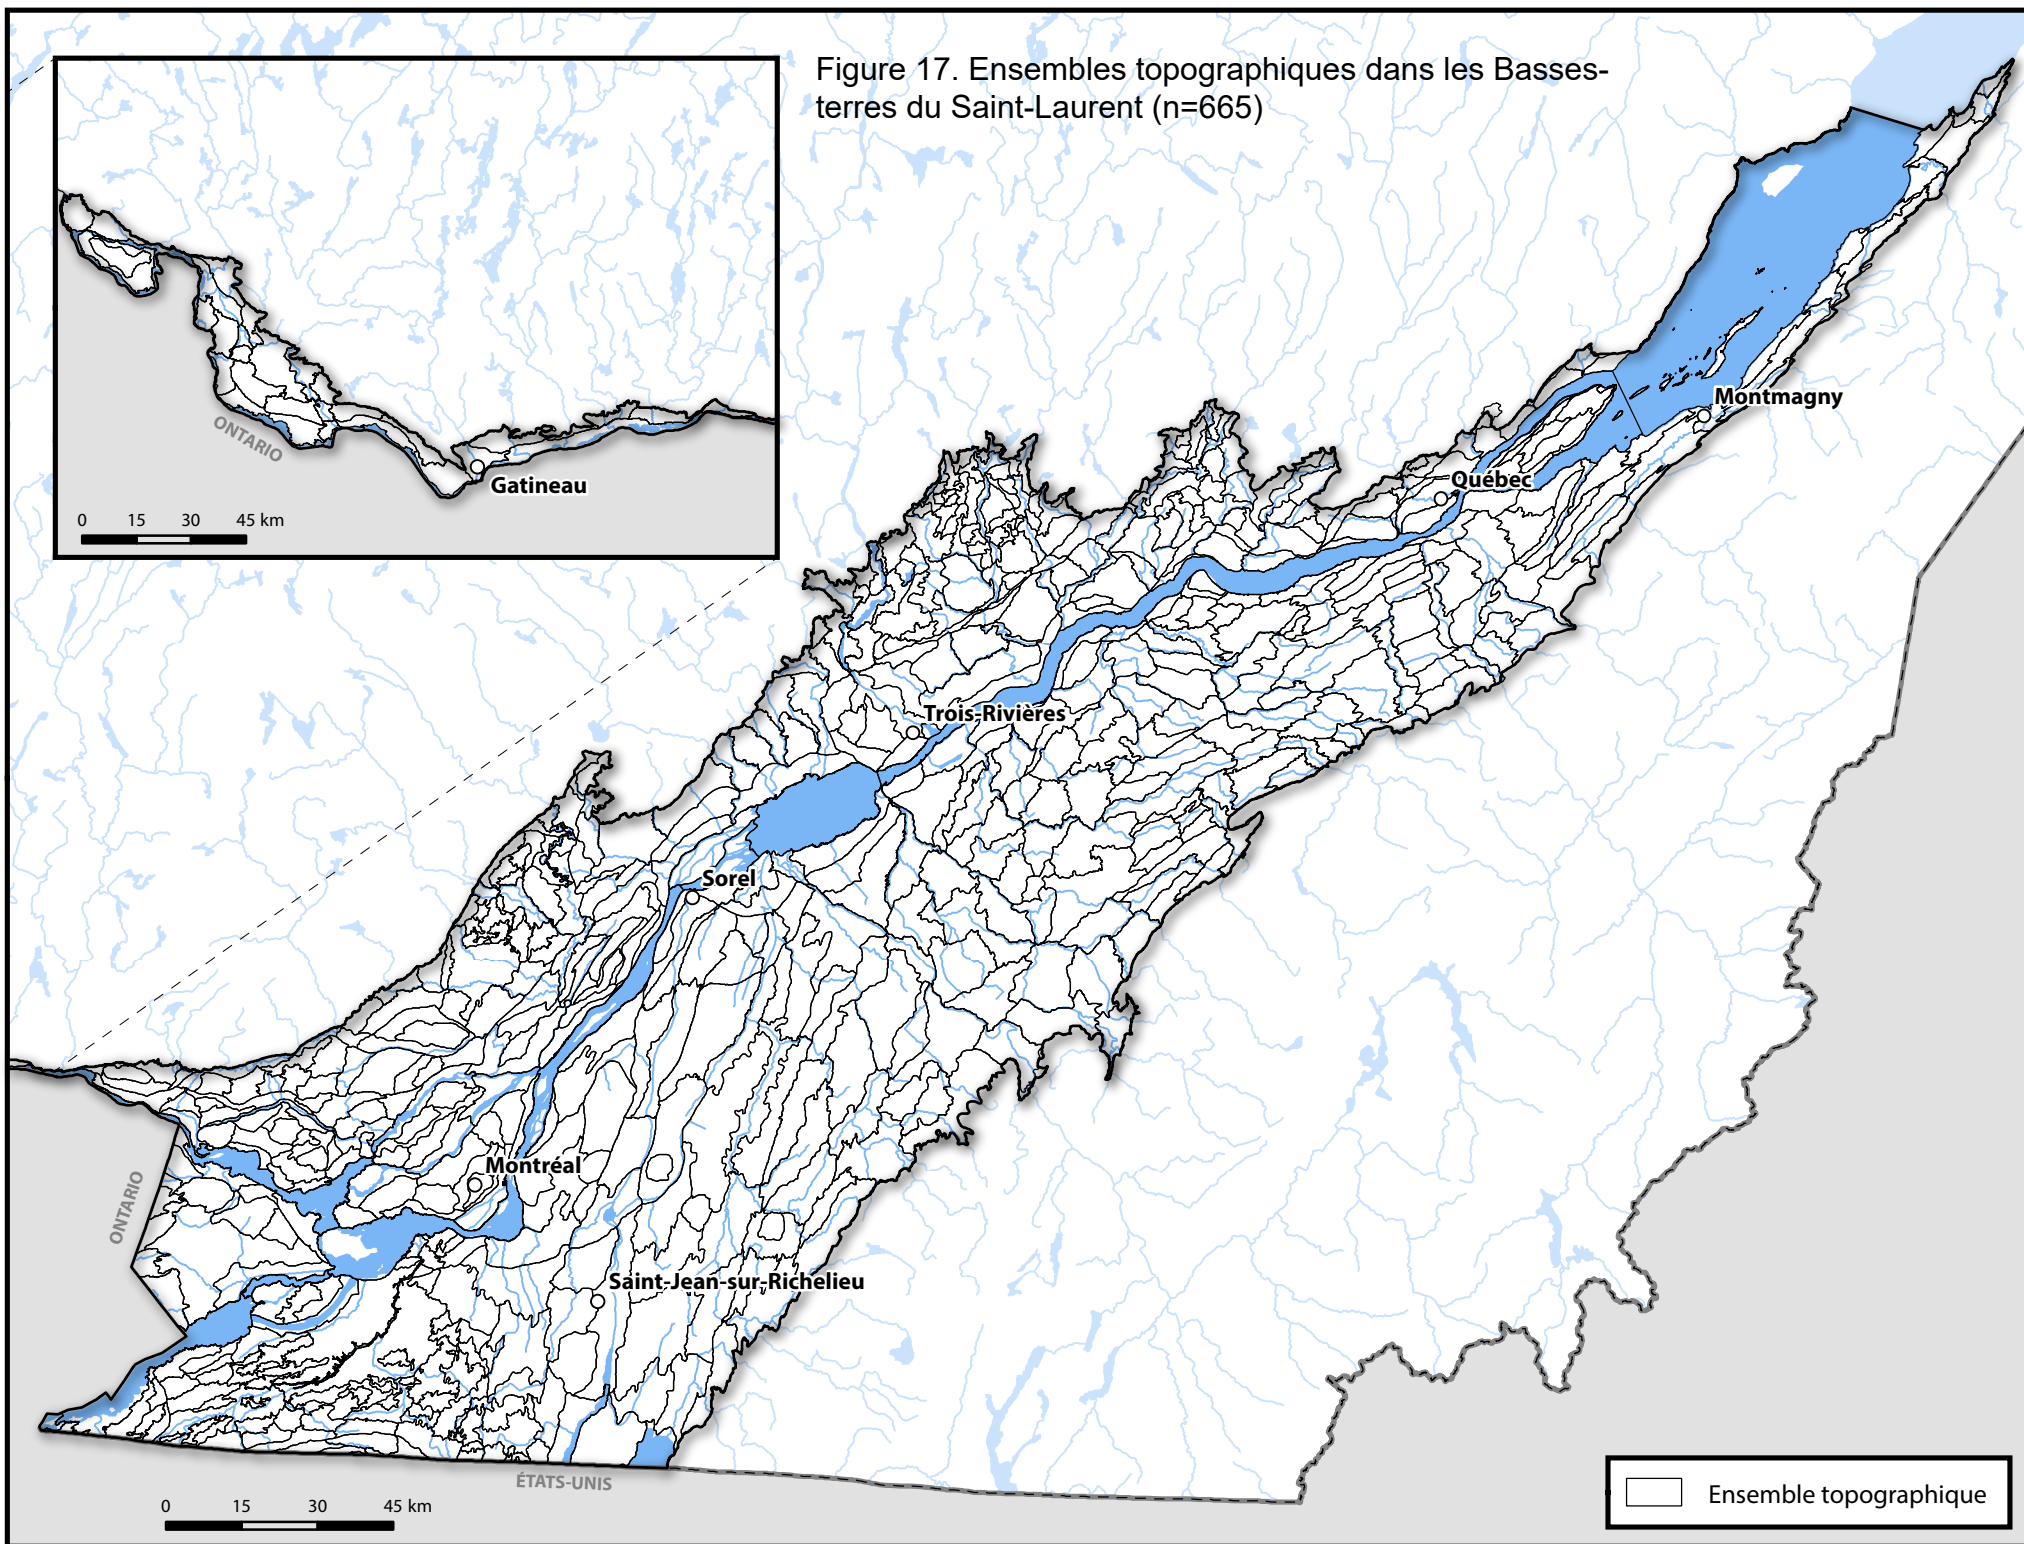 Figure 17. Ensembles topographiques dans les Basses-
terres du Saint-Laurent (n=665)
ONTARIO
Gatineau
0 15 30 45 km
Montmagny
Québec
Trois-Rivières
Sorel
Montréal
ONTARIO
Saint-Jean-sur-Richelieu
ÉTATS-UNIS
0 15 30 45 km
Ensemble topographique